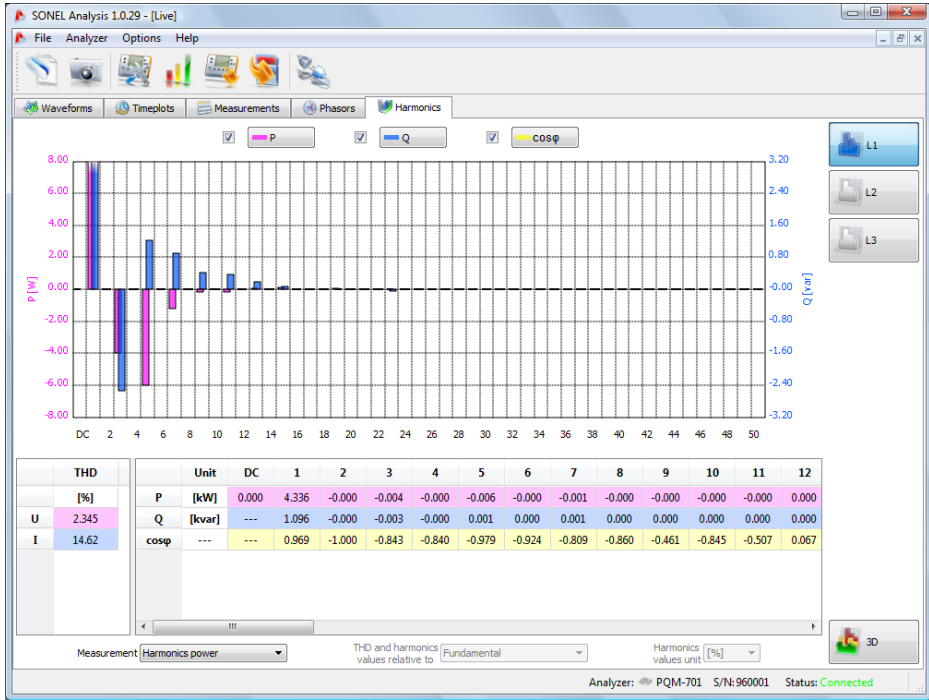 SONEL Analysis 1.0.29 - [Live]
File Analyzer Options Help
Waveforms Timeplots Measurements Phasors Harmonics
P Q cosφ
L1
L2
L3
8.00 3.20
6.00 2.40
4.00 1.60
2.00 0.80
0.00 -0.00
-2.00 -0.80
-4.00 -1.60
-6.00 -2.40
-8.00 -3.20
P [W]
Q [var]
DC 2 4 6 8 10 12 14 16 18 20 22 24 26 28 30 32 34 36 38 40 42 44 46 48 50
THD Unit DC 1 2 3 4 5 6 7 8 9 10 11 12
[%] P [kW] 0.000 4.336 -0.000 -0.004 -0.000 -0.006 -0.000 -0.001 -0.000 -0.000 -0.000 -0.000 0.000
U 2.345 Q [kvar] --- 1.096 -0.000 -0.003 -0.000 0.001 0.000 0.001 0.000 0.000 0.000 0.000 0.000
I 14.62 cosφ --- --- 0.969 -1.000 -0.843 -0.840 -0.979 -0.924 -0.809 -0.860 -0.461 -0.845 -0.507 0.067
3D
Measurement Harmonics power
THD and harmonics
values relative to Fundamental
Harmonics
values unit [%]
Analyzer: PQM-701 S/N:960001 Status: Connected